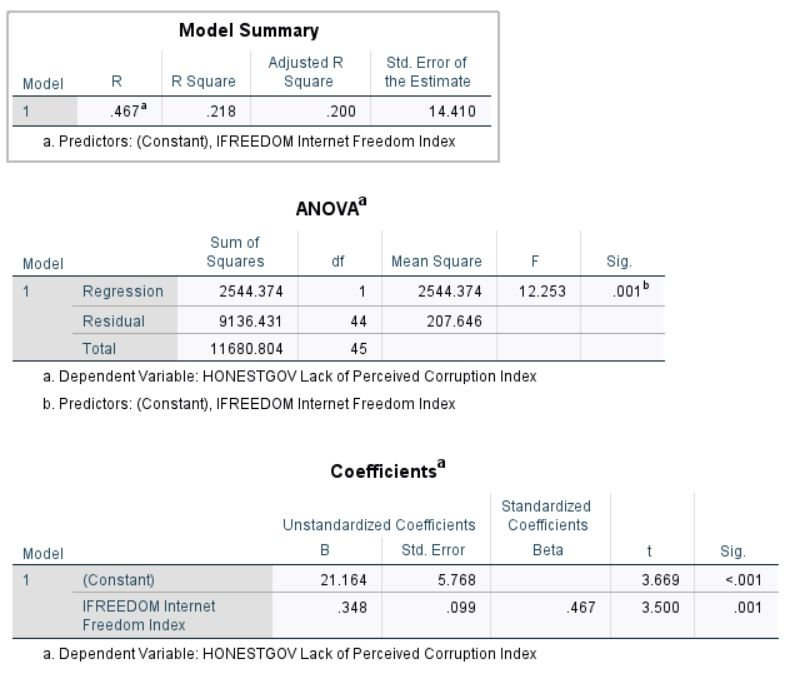 Model Summary
Model R R Square Adjusted R Square Std. Error of the Estimate
1 .467a .218 .200 14.410
a. Predictors: (Constant), IFREEDOM Internet Freedom Index
ANOVAa
Model Sum of Squares df Mean Square F Sig.
1 Regression 2544.374 1 2544.374 12.253 .001b
Residual 9136.431 44 207.646
Total 11680.804 45
a. Dependent Variable: HONESTGOV Lack of Perceived Corruption Index
b. Predictors: (Constant), IFREEDOM Internet Freedom Index
Coefficientsa
Unstandardized Coefficients Standardized Coefficients
Model B Std. Error Beta t Sig.
1 (Constant) 21.164 5.768 3.669 <.001
IFREEDOM Internet Freedom Index .348 .099 .467 3.500 .001
a. Dependent Variable: HONESTGOV Lack of Perceived Corruption Index